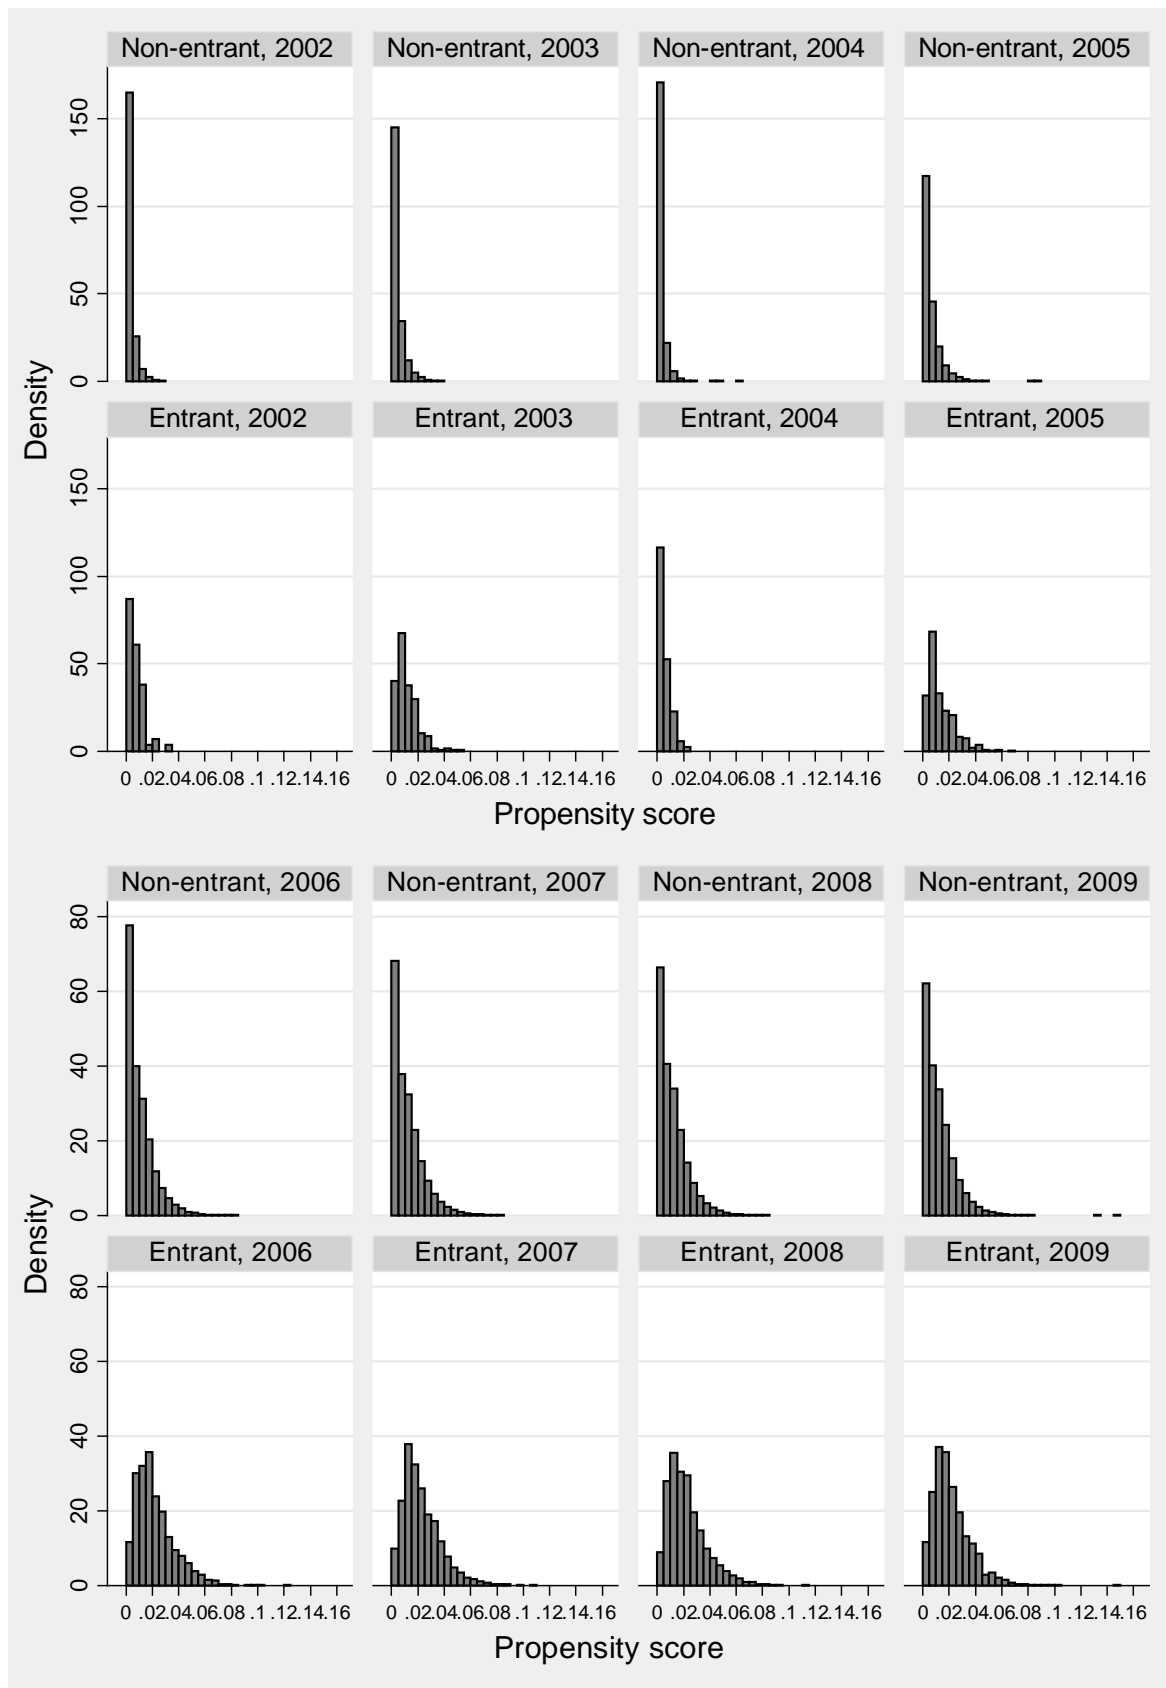 Non-entrant, 2002 Non-entrant, 2003 Non-entrant, 2004 Non-entrant, 2005
150
100
50
0
Entrant, 2002 Entrant, 2003 Entrant, 2004 Entrant, 2005
150
100
50
0
Density
0 .02.04.06.08 .1 .12.14.16 0 .02.04.06.08 .1 .12.14.16 0 .02.04.06.08 .1 .12.14.16 0 .02.04.06.08 .1 .12.14.16
Propensity score
Non-entrant, 2006 Non-entrant, 2007 Non-entrant, 2008 Non-entrant, 2009
80
60
40
20
0
Entrant, 2006 Entrant, 2007 Entrant, 2008 Entrant, 2009
80
60
40
20
0
Density
0 .02.04.06.08 .1 .12.14.16 0 .02.04.06.08 .1 .12.14.16 0 .02.04.06.08 .1 .12.14.16 0 .02.04.06.08 .1 .12.14.16
Propensity score